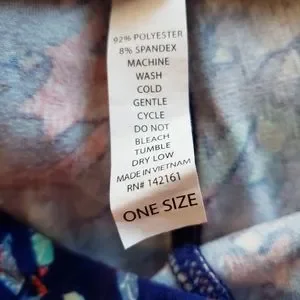 92% POLYESTER
8% SPANDEX
MACHINE
WASH
COLD
GENTLE
CYCLE
DO NOT
BLEACH
TUMBLE
DRY LOW
MADE IN VIETNAM
RN# 142161
ONE SIZE